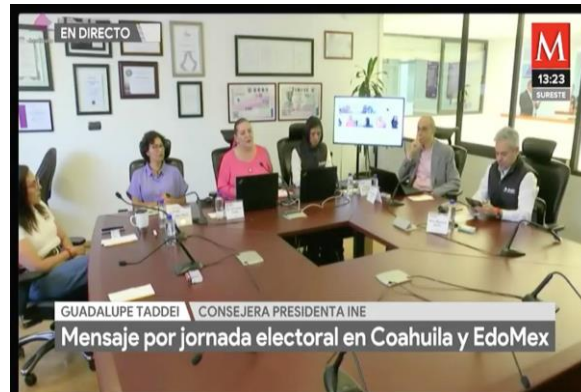 EN DIRECTO
M
13:23
SURESTE
GUADALUPE TADDEI CONSEJERA PRESIDENTA INE
Mensaje por jornada electoral en Coahuila y EdoMex